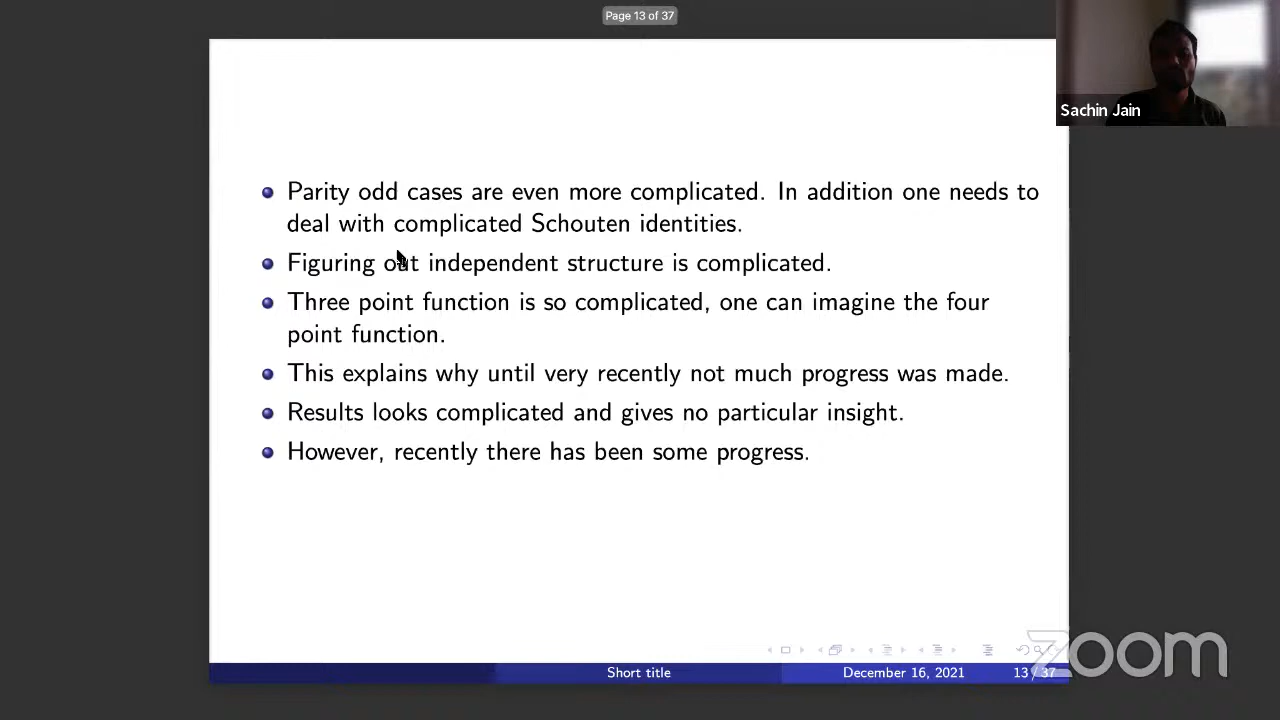 Page 13 of 37
Sachin Jain
Parity odd cases are even more complicated. In addition one needs to
deal with complicated Schouten identities.
Figuring out independent structure is complicated.
Three point function is so complicated, one can imagine the four
point function.
This explains why until very recently not much progress was made.
Results looks complicated and gives no particular insight.
However, recently there has been some progress.
zoom
Short title
December 16, 2021
13 / 37